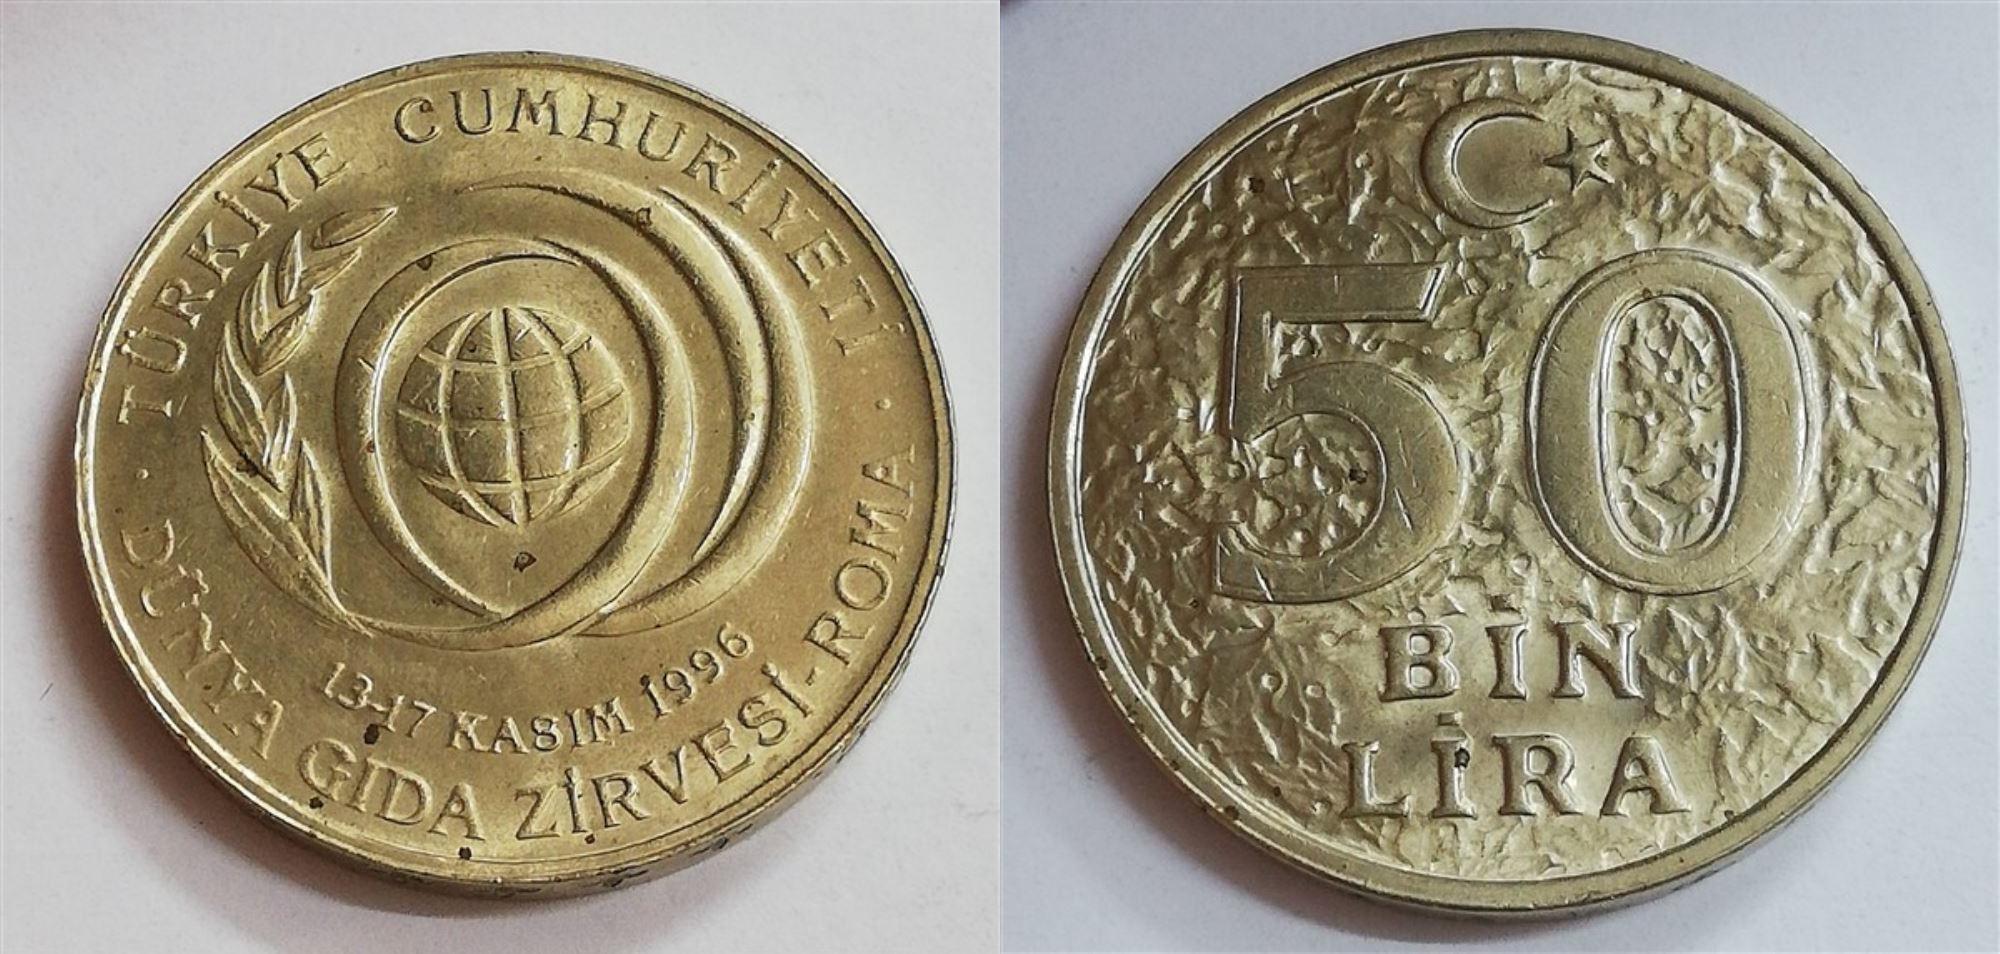 TÜRKİYE CUMHURİYETİ
13-17 KASIM 1996
DÜNYA GIDA ZİRVESİ-ROMA
50
BİN
LİRA